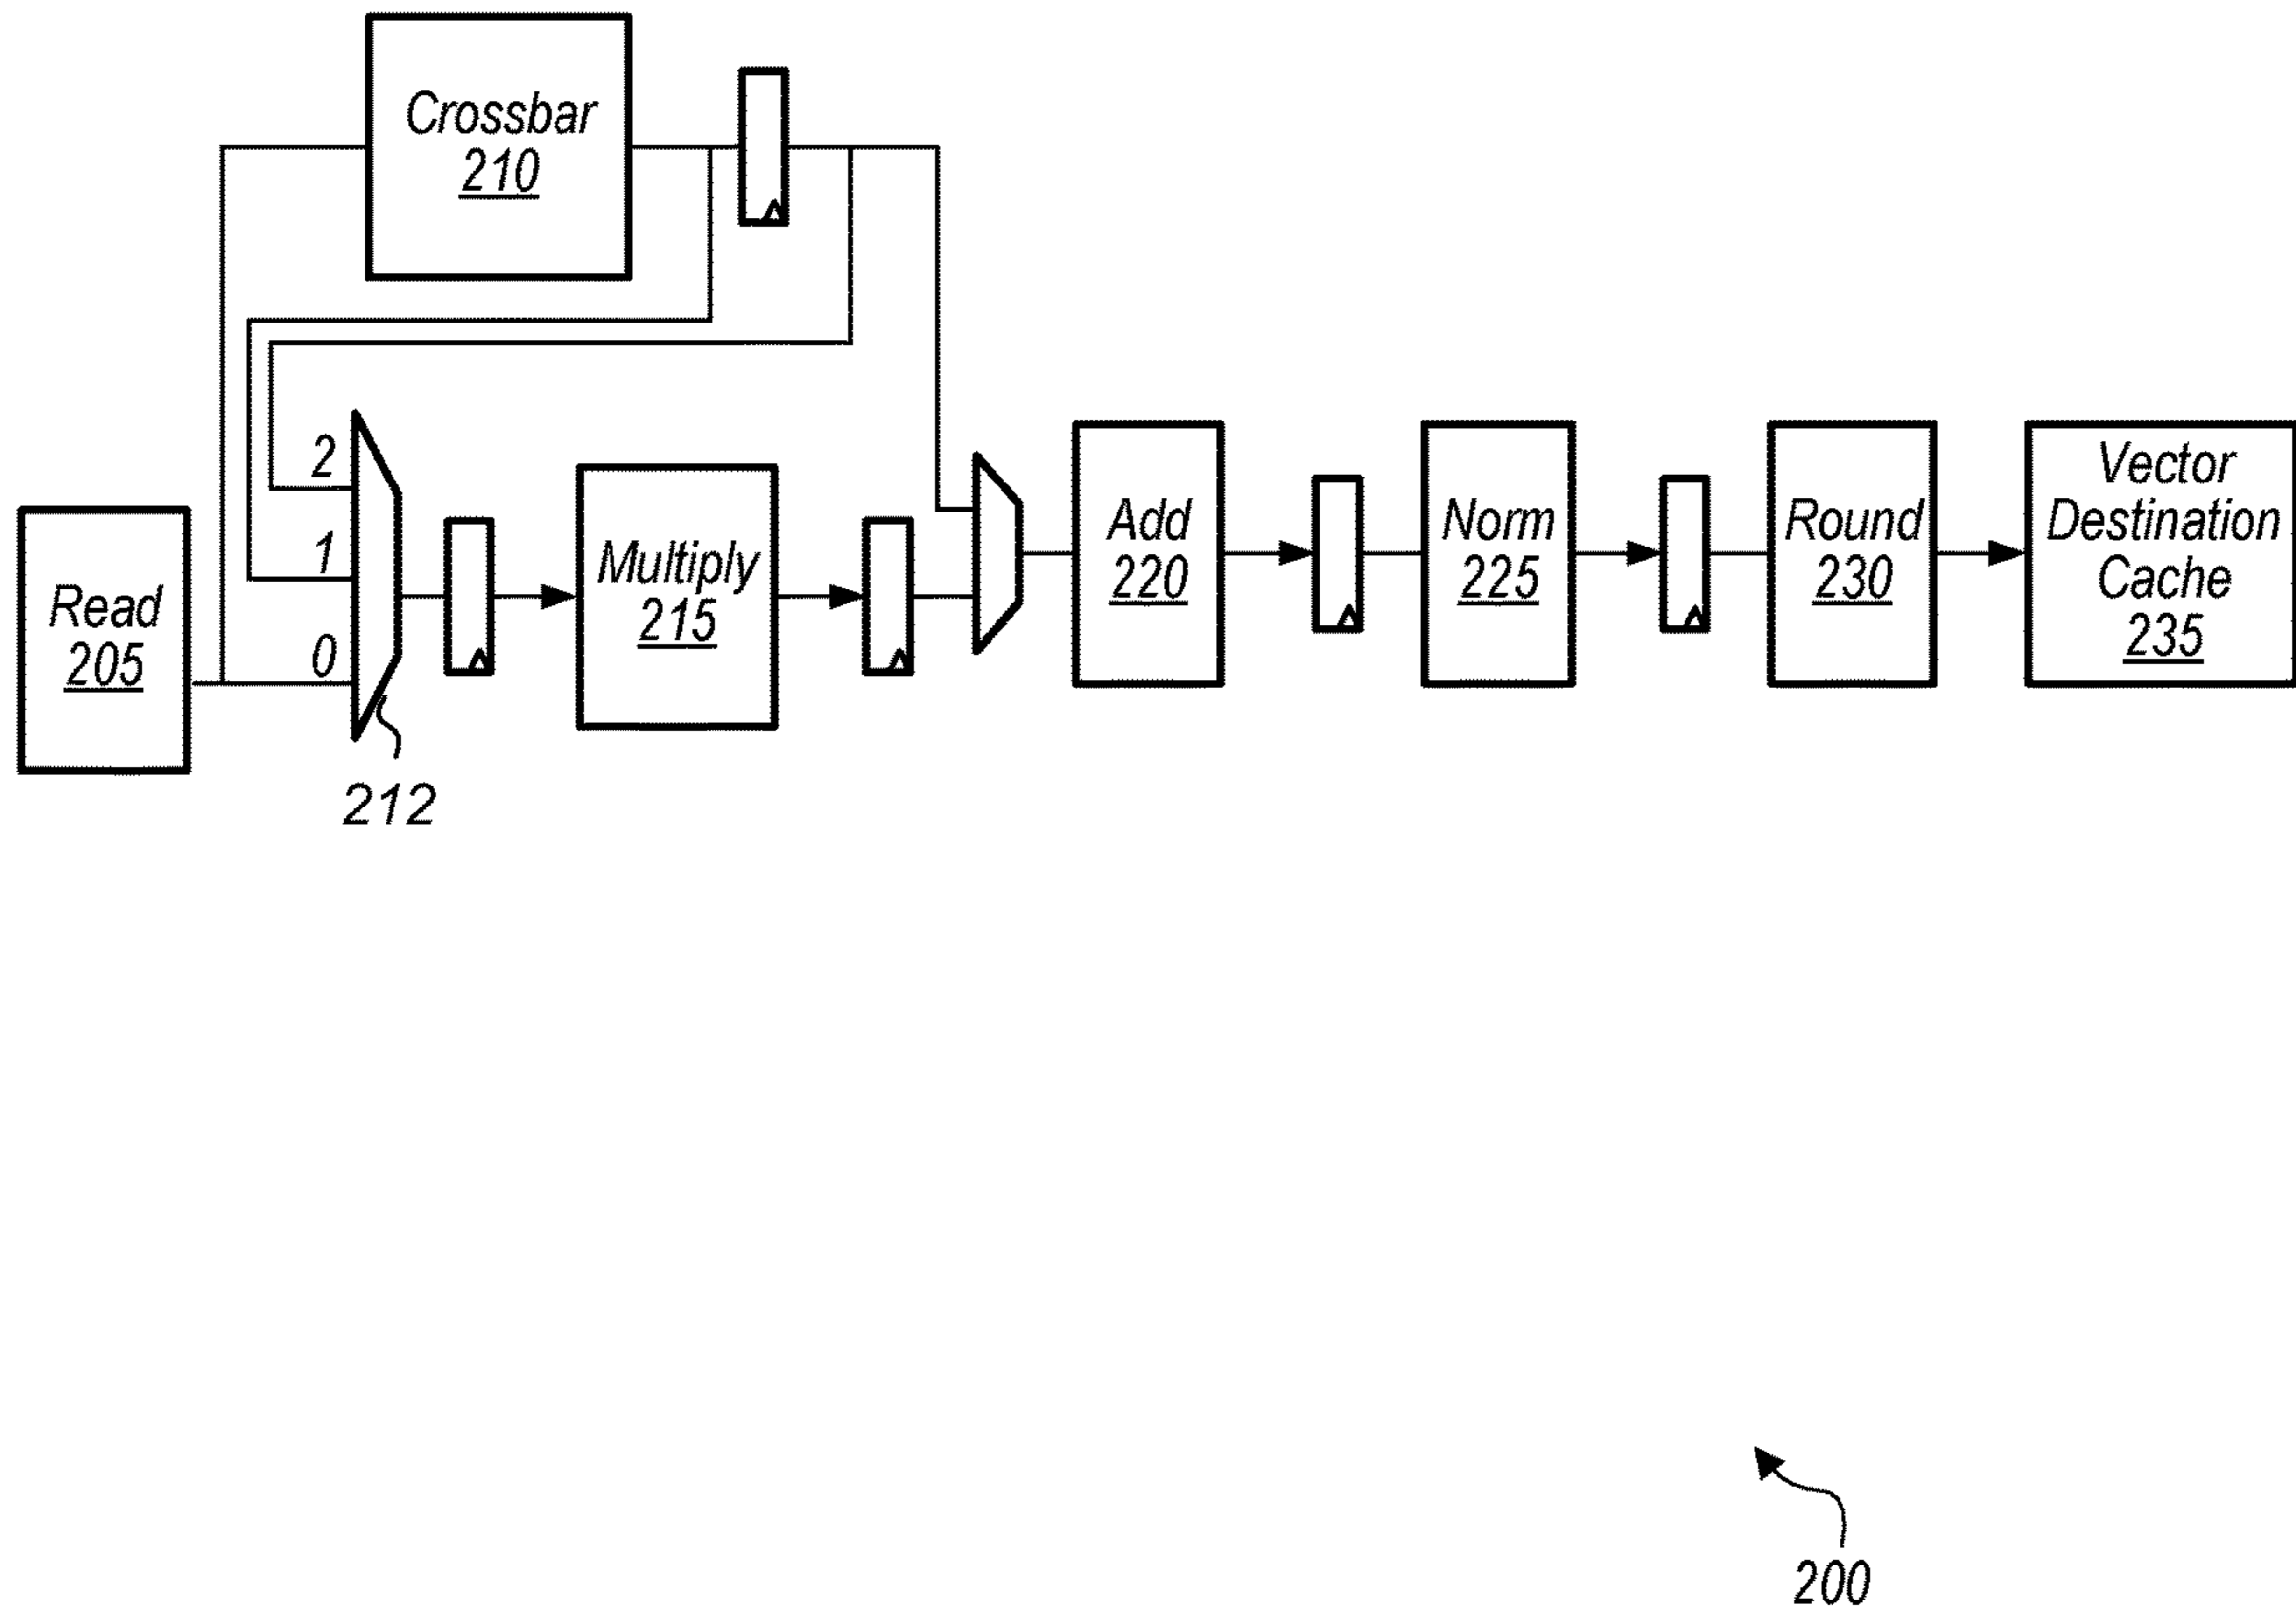 Crossbar
210
2
1
0
Read
205
212
Multiply
215
Add
220
Norm
225
Round
230
Vector
Destination
Cache
235
200